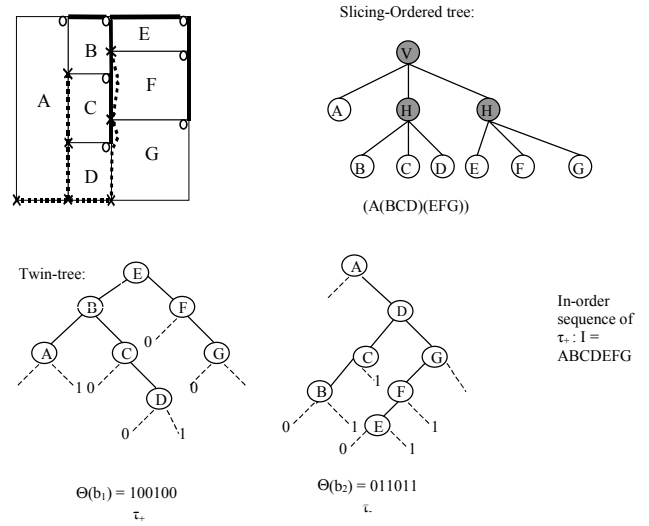 Slicing-Ordered tree:
E
B
F
A
C
G
D
V
A
H
H
B
C
D
E
F
G
(A(BCD)(EFG))
Twin-tree:
E
B
F
0
A
C
G
1 0
0
D
0
1
Θ(b₁) = 100100
τ₊
A
D
C
G
1
B
F
0
1
E
1
0
1
Θ(b₂) = 011011
τ₋
In-order
sequence of
τ₊ : I =
ABCDEFG